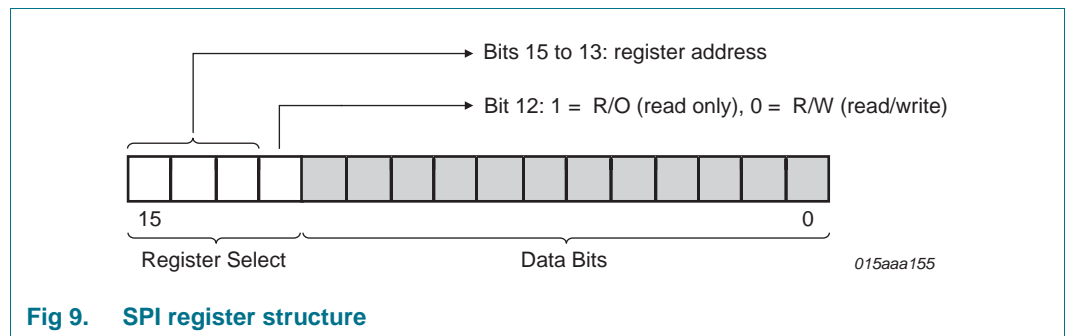 Bits 15 to 13: register address
Bit 12: 1 = R/O (read only), 0 = R/W (read/write)
15
0
Register Select
Data Bits
015aaa155
Fig 9. SPI register structure